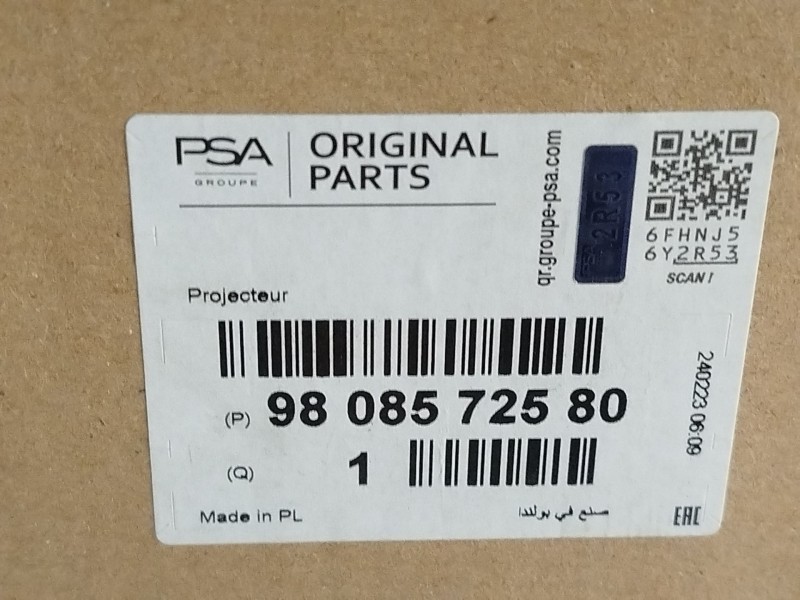 PSA
GROUPE
ORIGINAL
PARTS
qr.groupe-psa.com
2R53
6FHNJ5
6Y2R53
SCAN!
Projecteur
(P) 98 085 725 80
(Q) 1
240223 06:09
Made in PL
صنع في بولندا
EAC